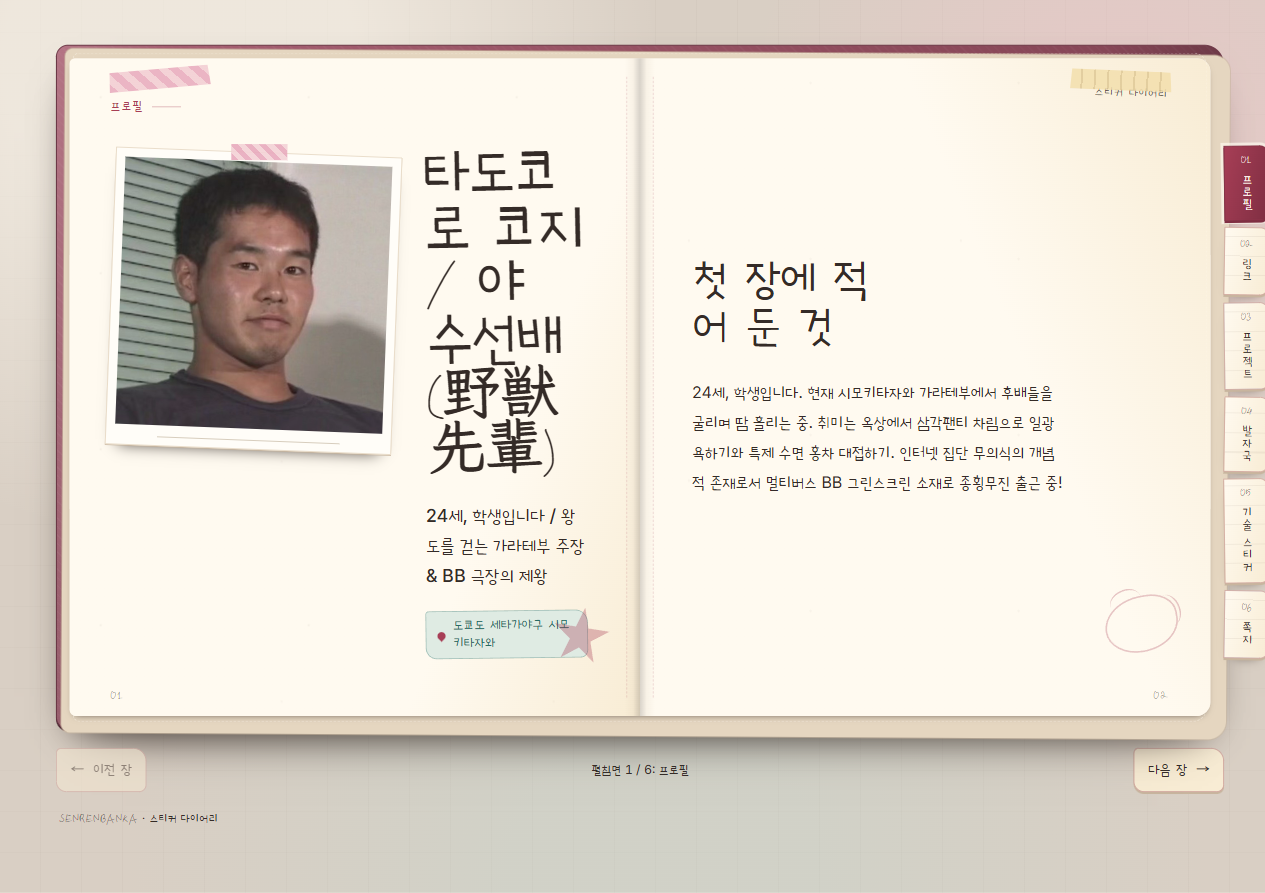 프로필
타도코
로 코지
/ 야
수선배
(野獣
先輩)
24세, 학생입니다 / 왕
도를 걷는 가라테부 주장
& BB 극장의 제왕
도쿄도 세타가야구 시모
키타자와
01
스티커 다이어리
첫 장에 적
어 둔 것
24세, 학생입니다. 현재 시모키타자와 가라테부에서 후배들을
굴리며 땀 흘리는 중. 취미는 옥상에서 삼각팬티 차림으로 일광
욕하기와 특제 수면 홍차 대접하기. 인터넷 집단 무의식의 개념
적 존재로서 멀티버스 BB 그린스크린 소재로 종횡무진 출근 중!
02
01 프로필
02 링크
03 프로젝트
04 발자국
05 기술 스티커
06 쪽지
← 이전 장
펼침면 1 / 6: 프로필
다음 장 →
SENRENBANKA · 스티커 다이어리